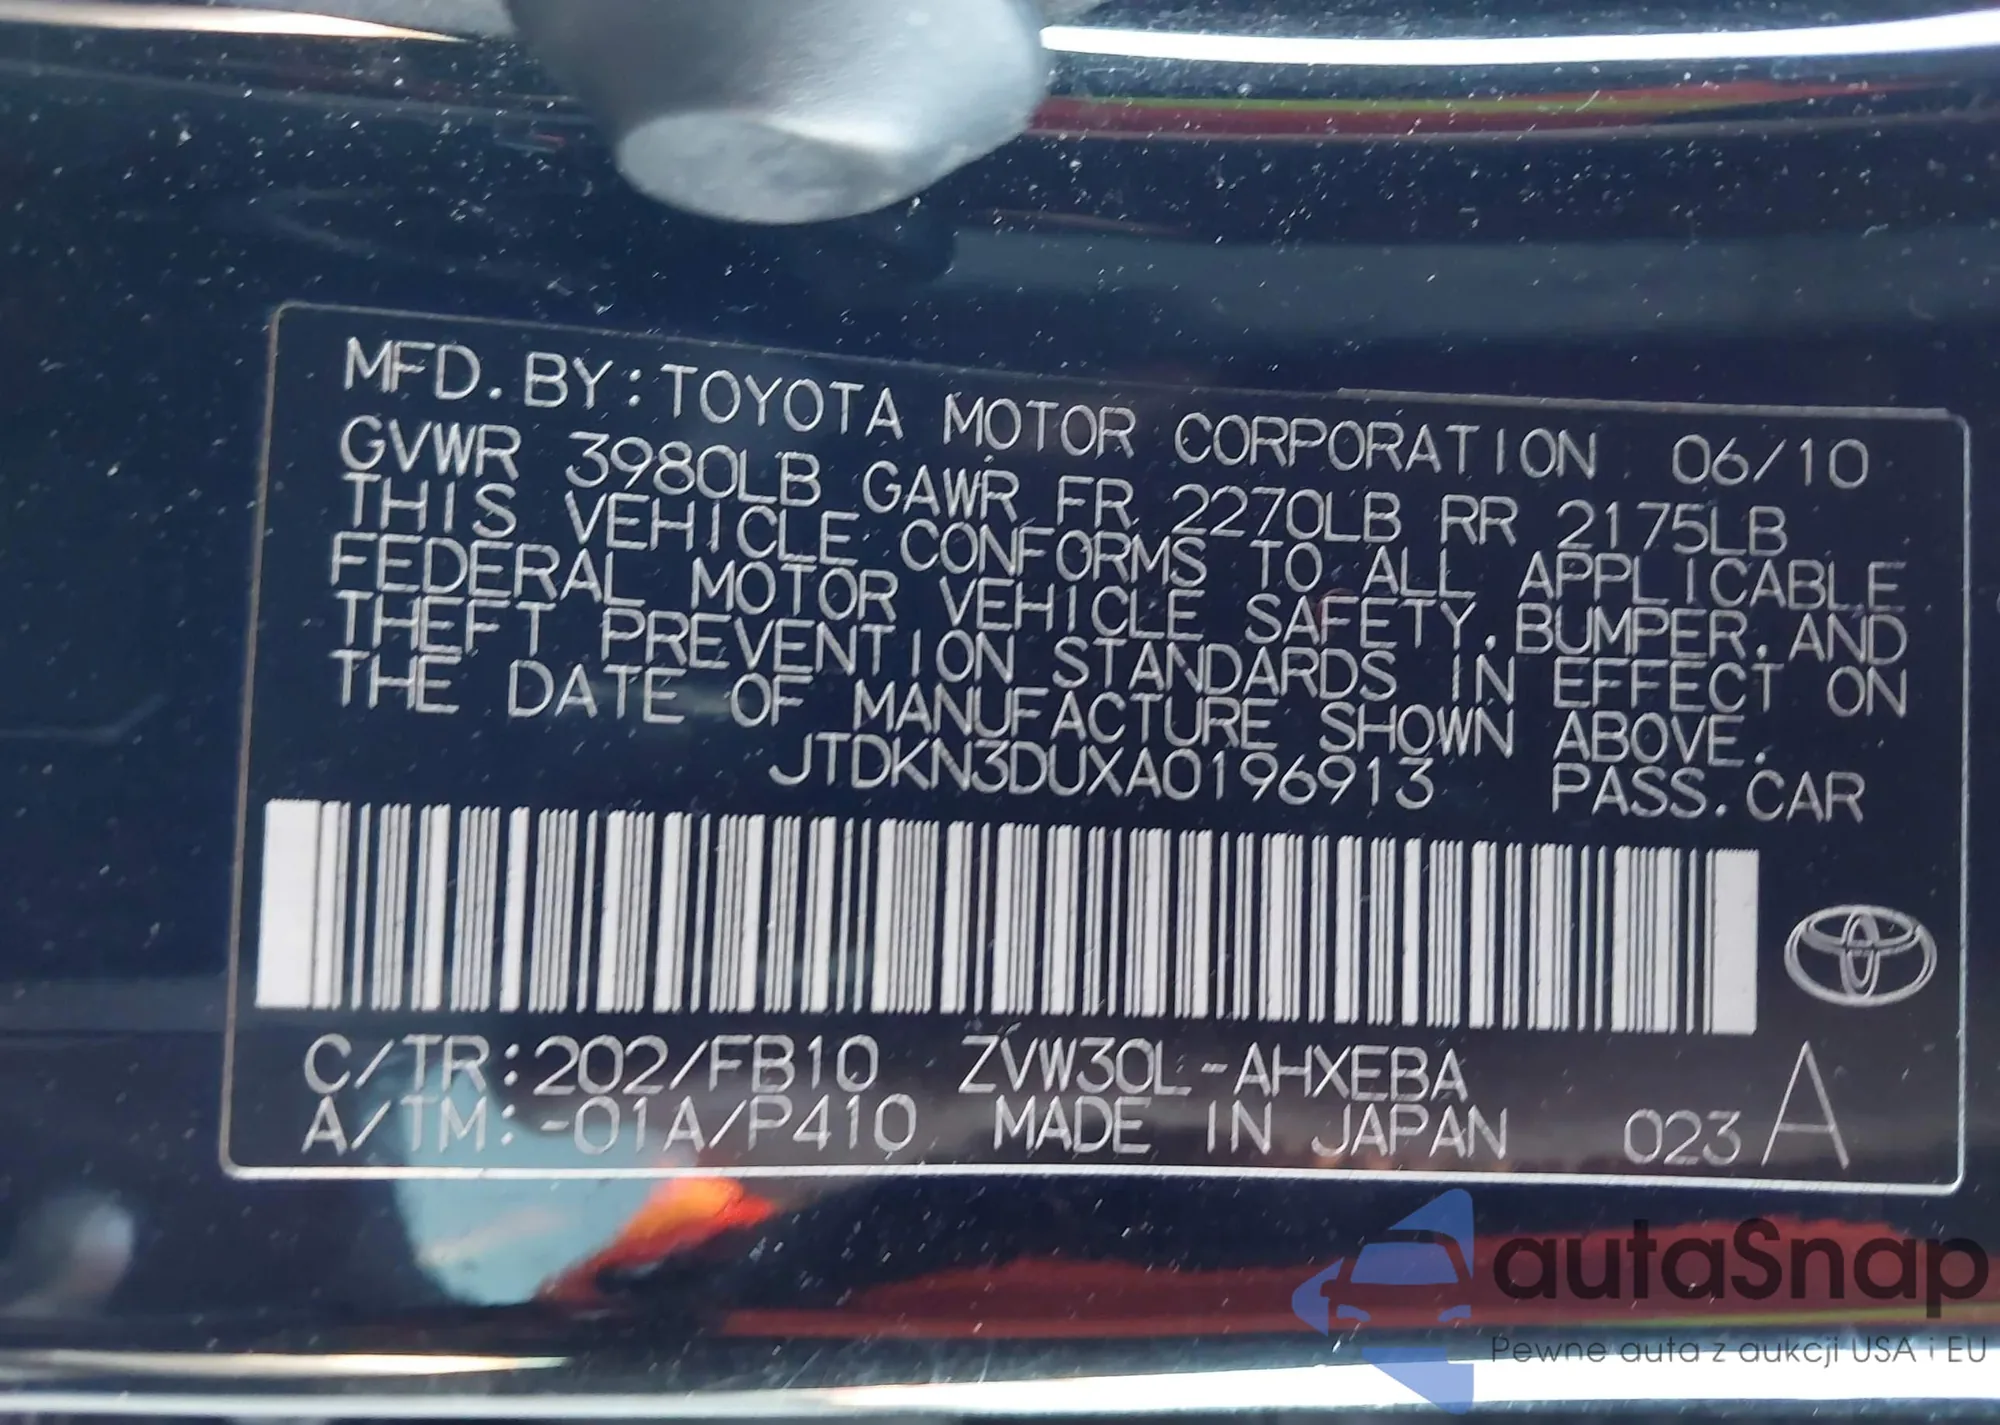 MFD. BY: TOYOTA MOTOR CORPORATION 06/10
GVWR 3980LB GAWR FR 2270LB RR 2175LB
THIS VEHICLE CONFORMS TO ALL APPLICABLE
FEDERAL MOTOR VEHICLE SAFETY, BUMPER, AND
THEFT PREVENTION STANDARDS IN EFFECT ON
THE DATE OF MANUFACTURE SHOWN ABOVE.
JTDKN3DUXA0196913 PASS. CAR
C/TR: 202/FB10 ZVW30L-AHXEBA
A/TM: -01A/P410 MADE IN JAPAN 023 A
autaSnap
Pewne auta z aukcji USA i EU